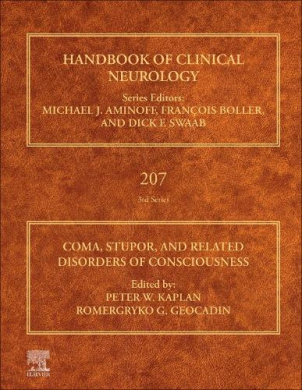 HANDBOOK OF CLINICAL
NEUROLOGY
Series Editors:
MICHAEL J. AMINOFF, FRANÇOIS BOLLER,
AND DICK F. SWAAB
207
3rd Series
COMA, STUPOR, AND RELATED
DISORDERS OF CONSCIOUSNESS
Edited by:
PETER W. KAPLAN
ROMERGRYKO G. GEOCADIN
ELSEVIER